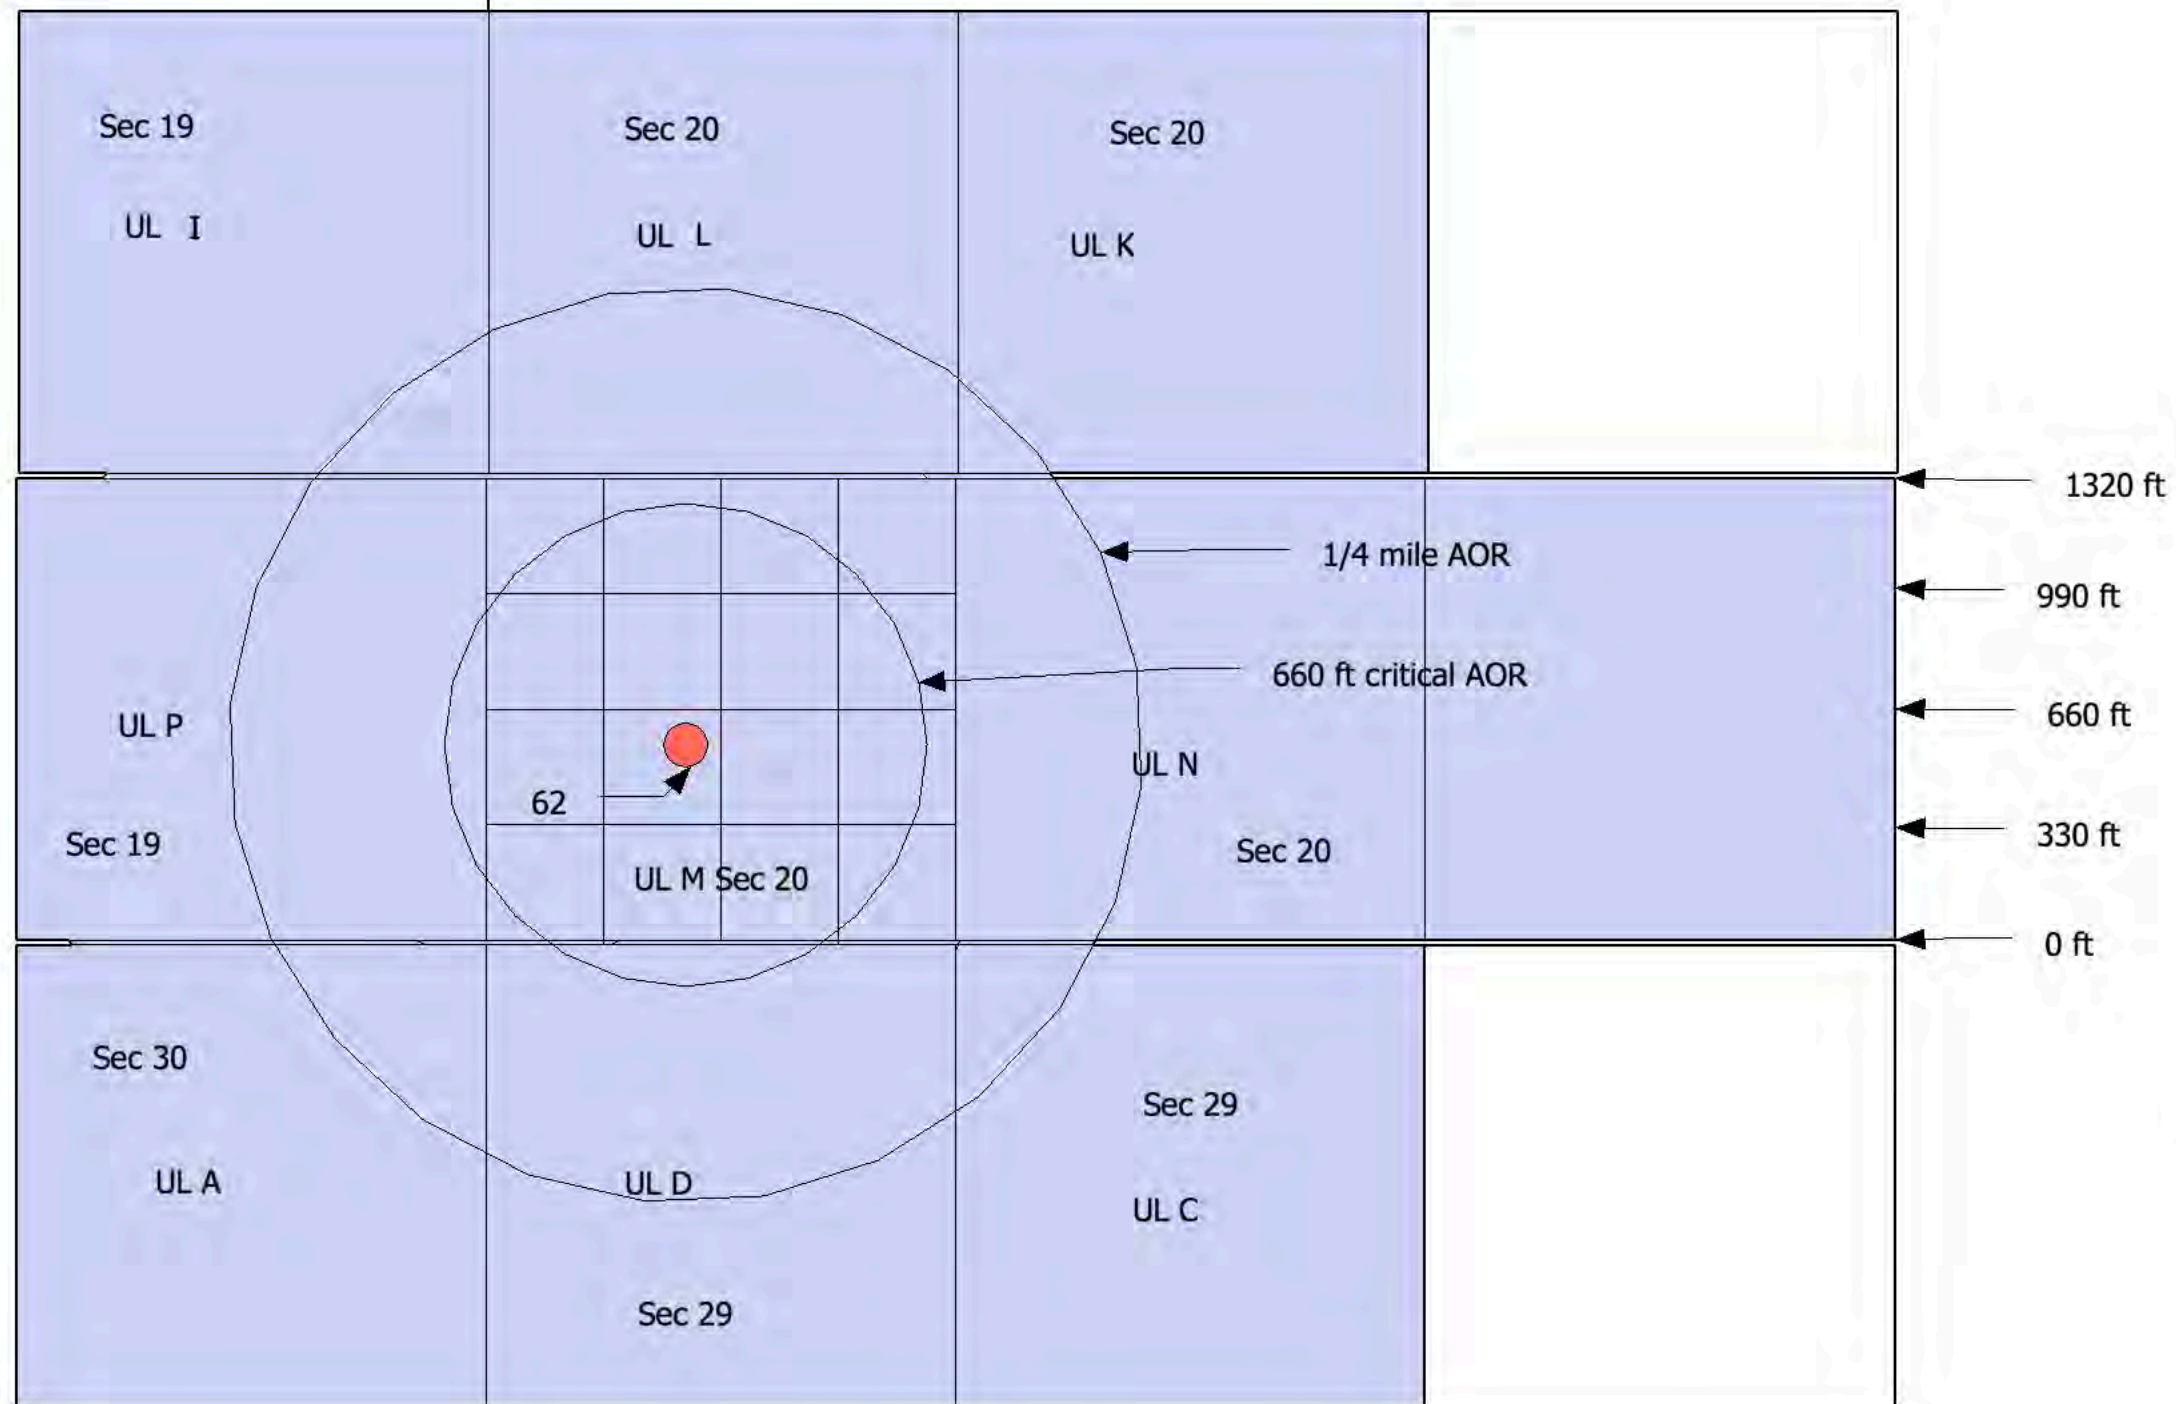 Sec 19
Sec 20
Sec 20
UL I
UL L
UL K
1320 ft
1/4 mile AOR
990 ft
660 ft critical AOR
660 ft
UL P
UL N
62
330 ft
Sec 19
Sec 20
UL M Sec 20
0 ft
Sec 30
Sec 29
UL A
UL D
UL C
Sec 29